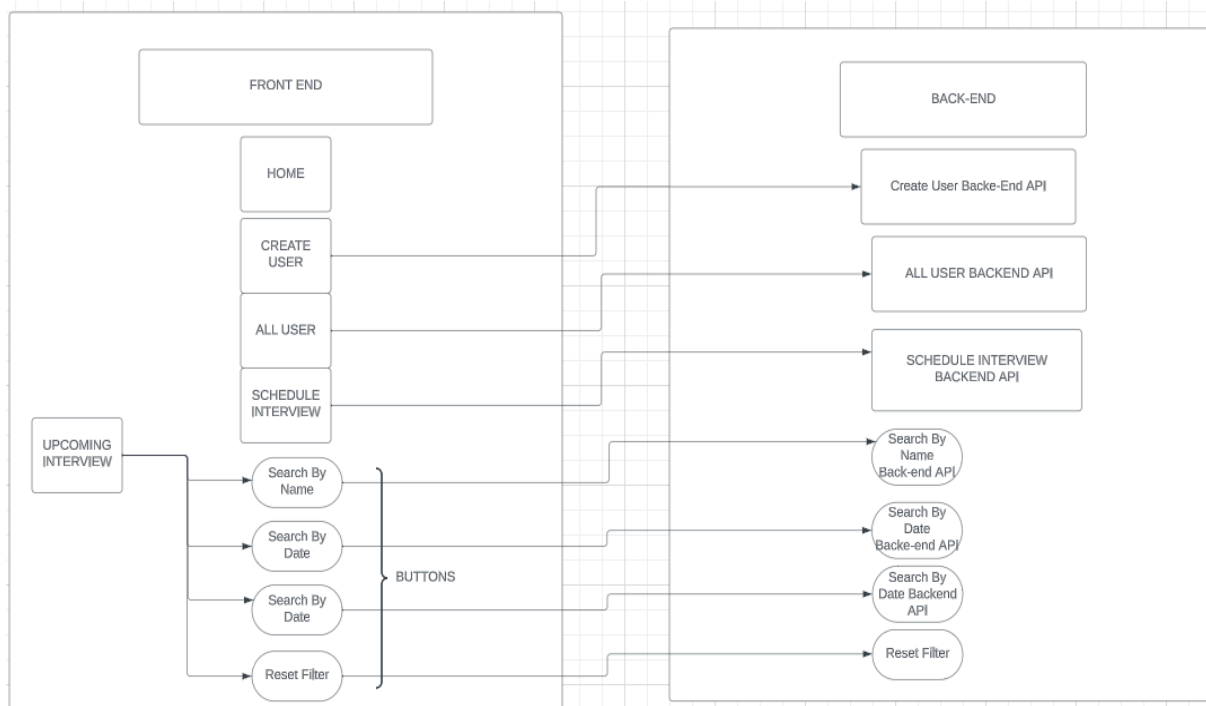 FRONT END
HOME
CREATE
USER
ALL USER
SCHEDULE
INTERVIEW
UPCOMING
INTERVIEW
Search By
Name
Search By
Date
Search By
Date
Reset Filter
BUTTONS
BACK-END
Create User Backe-End API
ALL USER BACKEND API
SCHEDULE INTERVIEW
BACKEND API
Search By
Name
Back-end API
Search By
Date
Backe-end API
Search By
Date Backend
API
Reset Filter